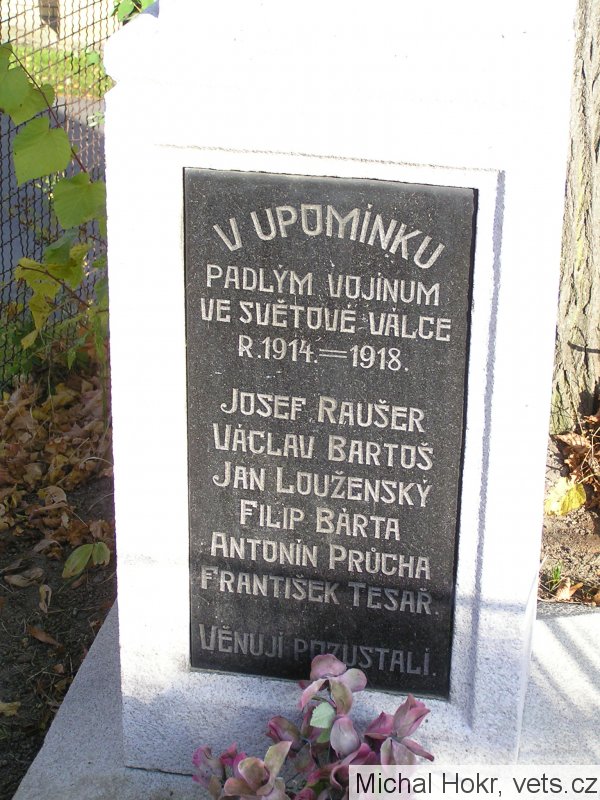 V UPOMÍNKU
PADLÝM VOJÍNUM
VE SVĚTOVÉ VÁLCE
R. 1914.=1918.
JOSEF RAUŠER
VÁCLAV BARTOŠ
JAN LOUŽENSKÝ
FILIP BÁRTA
ANTONÍN PRŮCHA
FRANTIŠEK TESAŘ.
VĚNUJÍ POZUSTALÍ.
Michal Hokr, vets.cz